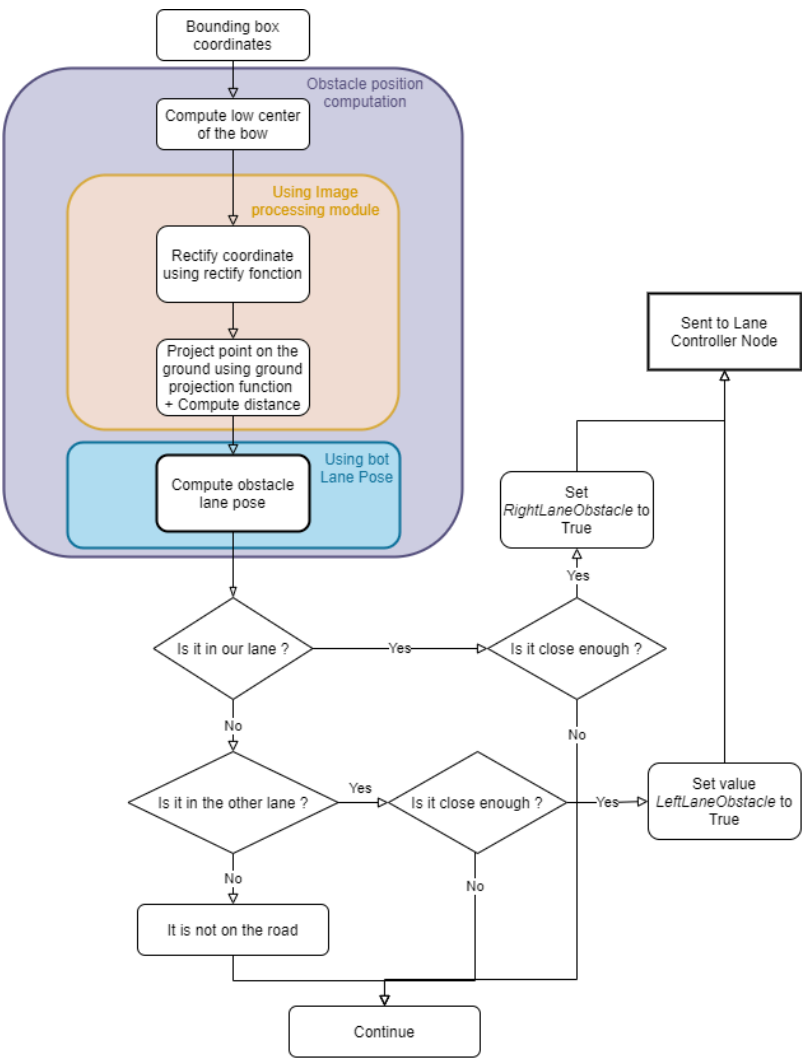 Bounding box
coordinates
Obstacle position
computation
Compute low center
of the bow
Using Image
processing module
Rectify coordinate
using rectify fonction
Project point on the
ground using ground
projection function
+ Compute distance
Using bot
Lane Pose
Compute obstacle
lane pose
Sent to Lane
Controller Node
Set
RightLaneObstacle to
True
Yes
Is it in our lane ?
Yes
Is it close enough ?
No
No
Is it in the other lane ?
Yes
Is it close enough ?
Yes
Set value
LeftLaneObstacle to
True
No
No
It is not on the road
Continue